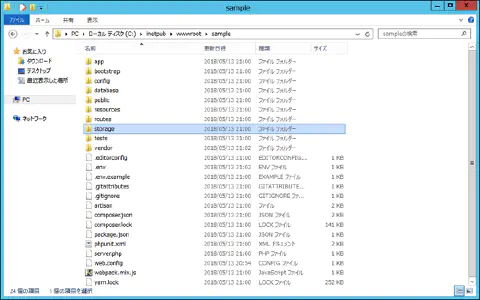 sample
ファイル ホーム 共有 表示
PC ▸ ローカル ディスク (C:) ▸ inetpub ▸ wwwroot ▸ sample
sampleの検索
お気に入り
ダウンロード
デスクトップ
最近表示した場所
PC
ネットワーク
名前 更新日時 種類 サイズ
app 2018/05/13 21:00 ファイル フォルダー
bootstrap 2018/05/13 21:00 ファイル フォルダー
config 2018/05/13 21:00 ファイル フォルダー
database 2018/05/13 21:00 ファイル フォルダー
public 2018/05/13 21:00 ファイル フォルダー
resources 2018/05/13 21:00 ファイル フォルダー
routes 2018/05/13 21:00 ファイル フォルダー
storage 2018/05/13 21:00 ファイル フォルダー
tests 2018/05/13 21:00 ファイル フォルダー
vendor 2018/05/13 21:02 ファイル フォルダー
.editorconfig 2018/05/13 21:00 EDITORCONFIG... 1 KB
.env 2018/05/13 21:02 ENV ファイル 1 KB
.env.example 2018/05/13 21:00 EXAMPLE ファイル 1 KB
.gitattributes 2018/05/13 21:00 GITATTRIBUTE... 1 KB
.gitignore 2018/05/13 21:00 GITIGNORE ファイ... 1 KB
artisan 2018/05/13 21:00 ファイル 2 KB
composer.json 2018/05/13 21:00 JSON ファイル 2 KB
composer.lock 2018/05/13 21:00 LOCK ファイル 141 KB
package.json 2018/05/13 21:00 JSON ファイル 2 KB
phpunit.xml 2018/05/13 21:00 XML ドキュメント 2 KB
server.php 2018/05/13 21:00 PHP ファイル 1 KB
web.config 2018/05/13 20:54 CONFIG ファイル 1 KB
webpack.mix.js 2018/05/13 21:00 JavaScript ファイル 1 KB
yarn.lock 2018/05/13 21:00 LOCK ファイル 252 KB
24 個の項目 1 個の項目を選択